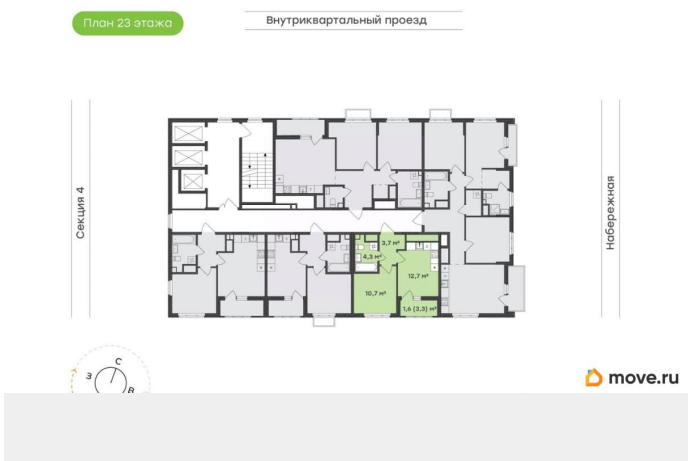 План 23 этажа
Внутриквартальный проезд
Секция 4
Набережная
3,7 м²
4,3 м²
12,7 м²
10,7 м²
1,6 (3,3) м²
С
З
В
move.ru